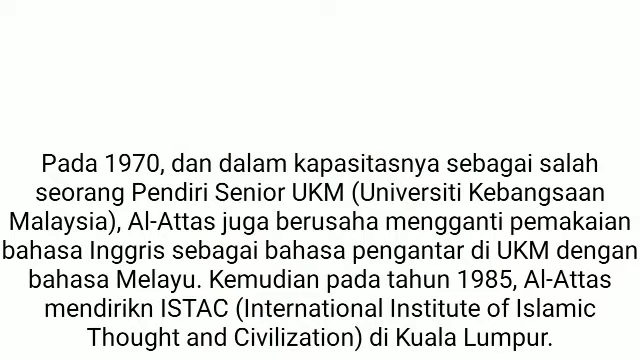 Pada 1970, dan dalam kapasitasnya sebagai salah
seorang Pendiri Senior UKM (Universiti Kebangsaan
Malaysia), Al-Attas juga berusaha mengganti pemakaian
bahasa Inggris sebagai bahasa pengantar di UKM dengan
bahasa Melayu. Kemudian pada tahun 1985, Al-Attas
mendirikn ISTAC (International Institute of Islamic
Thought and Civilization) di Kuala Lumpur.